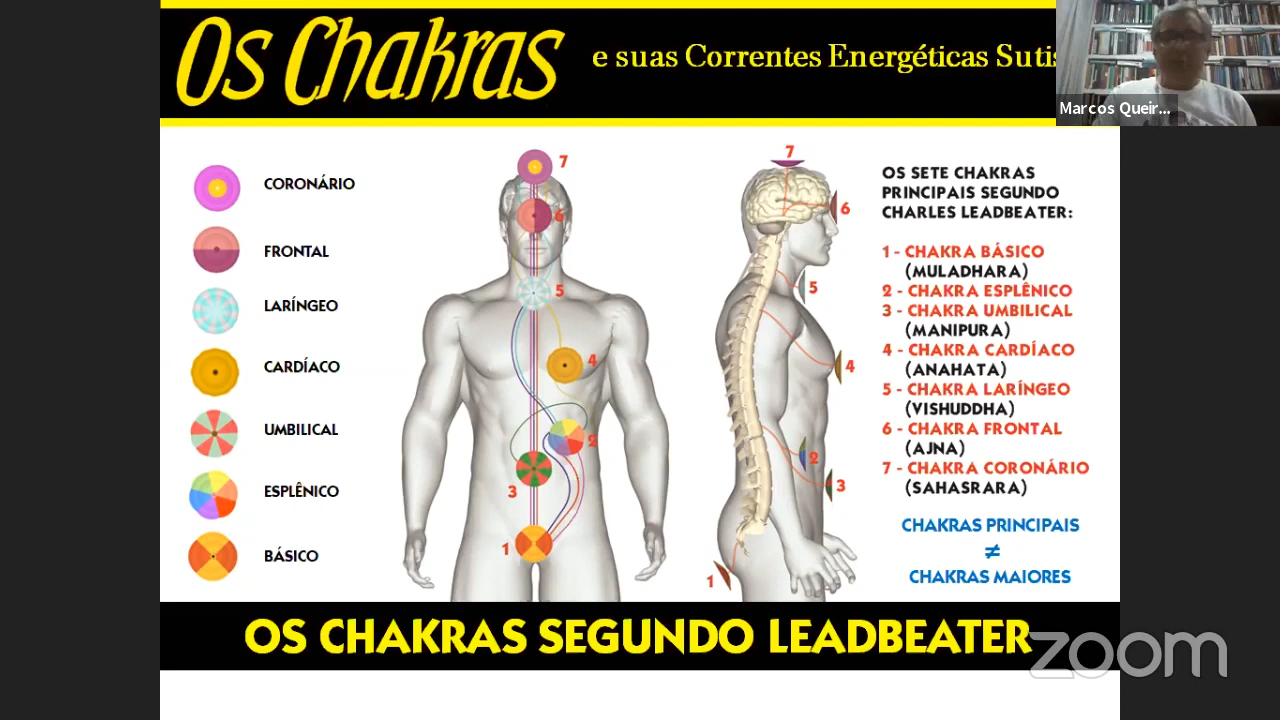 Os Chakras
e suas Correntes Energéticas Sutis
Marcos Queir...
CORONÁRIO
FRONTAL
LARÍNGEO
CARDÍACO
UMBILICAL
ESPLÊNICO
BÁSICO
7
6
5
4
2
3
1
7
6
5
4
2
3
1
OS SETE CHAKRAS
PRINCIPAIS SEGUNDO
CHARLES LEADBEATER:
1 - CHAKRA BÁSICO
(MULADHARA)
2 - CHAKRA ESPLÊNICO
3 - CHAKRA UMBILICAL
(MANIPURA)
4 - CHAKRA CARDÍACO
(ANAHATA)
5 - CHAKRA LARÍNGEO
(VISHUDDHA)
6 - CHAKRA FRONTAL
(AJNA)
7 - CHAKRA CORONÁRIO
(SAHASRARA)
CHAKRAS PRINCIPAIS
≠
CHAKRAS MAIORES
OS CHAKRAS SEGUNDO LEADBEATER
zoom